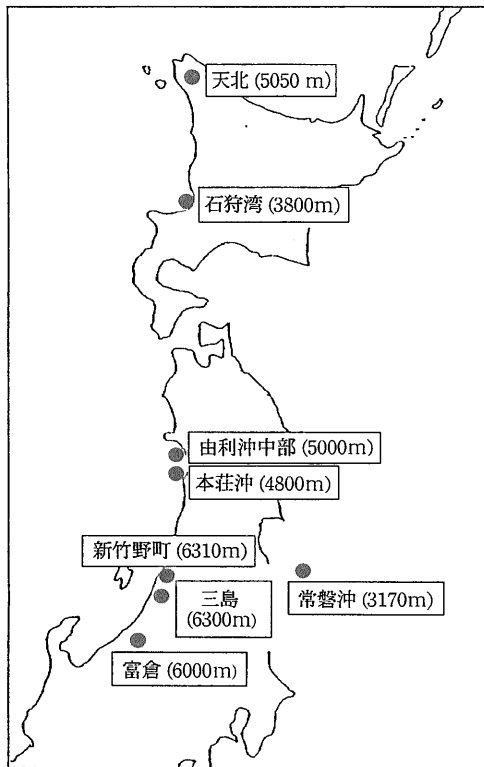 天北 (5050 m)
石狩湾 (3800m)
由利沖中部 (5000m)
本荘沖 (4800m)
新竹野町 (6310m)
三島
(6300m)
常磐沖 (3170m)
富倉 (6000m)